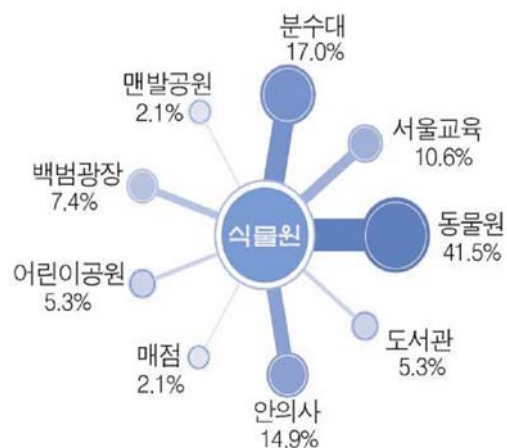 분수대
17.0%
맨발공원
2.1%
서울교육
10.6%
백범광장
7.4%
식물원
동물원
41.5%
어린이공원
5.3%
도서관
5.3%
매점
2.1%
안의사
14.9%